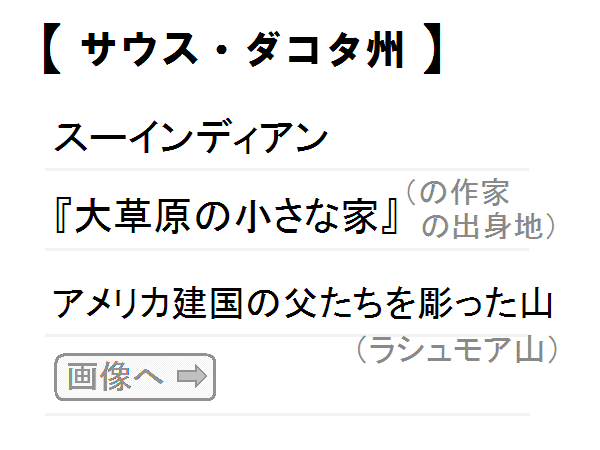 【 サウス・ダコタ州 】
スーインディアン
『大草原の小さな家』(の作家
の出身地)
アメリカ建国の父たちを彫った山
(ラシュモア山)
画像へ ⇨